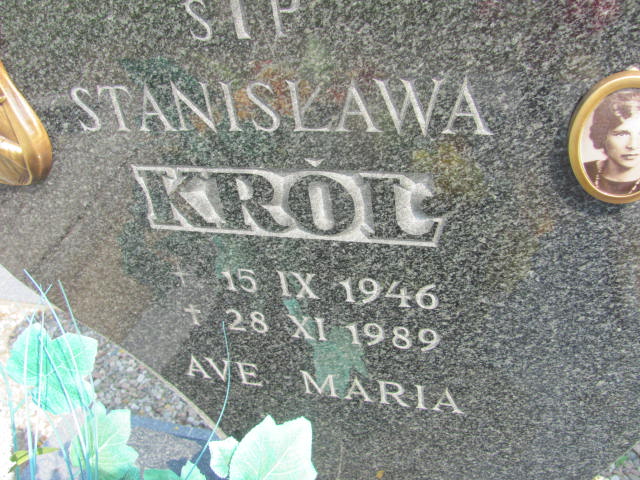 Ś P
STANISŁAWA
KRÓL
15 IX 1946
† 28 XI 1989
AVE MARIA